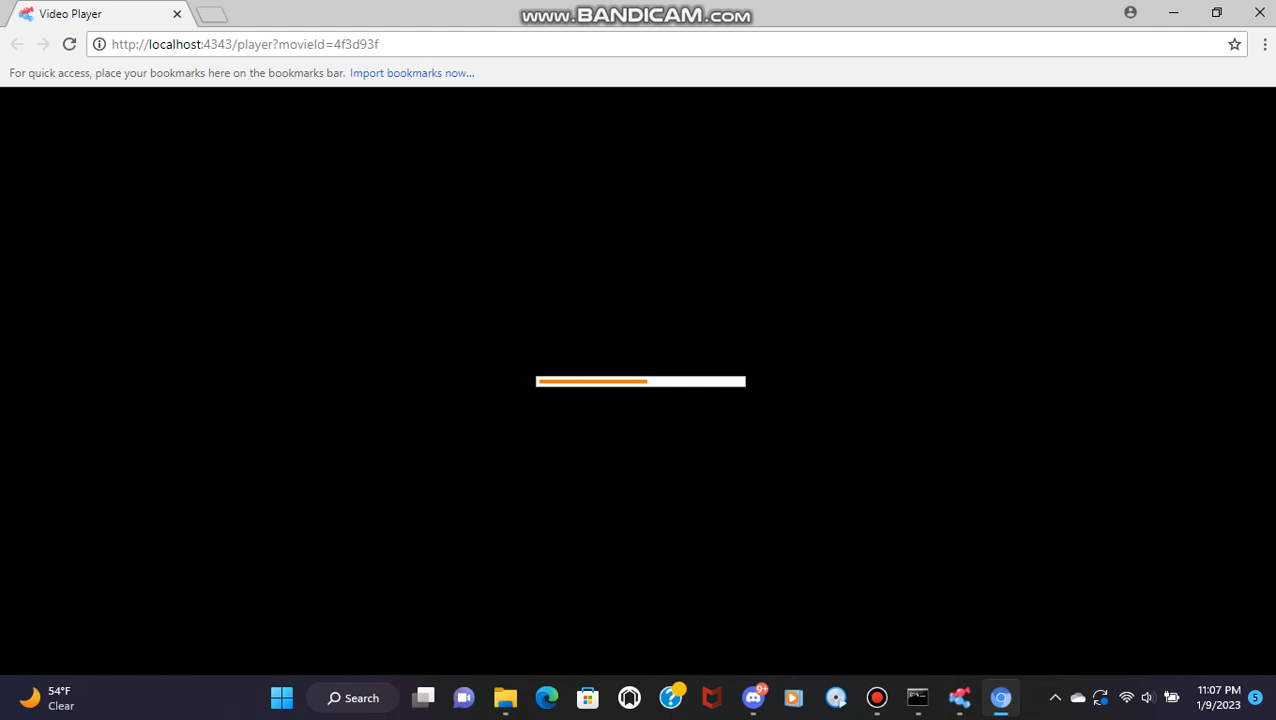 Video Player
www.BANDICAM.com
http://localhost:4343/player?movieId=4f3d93f
For quick access, place your bookmarks here on the bookmarks bar. Import bookmarks now...
54°F
Clear
Search
9+
11:07 PM
1/9/2023
5